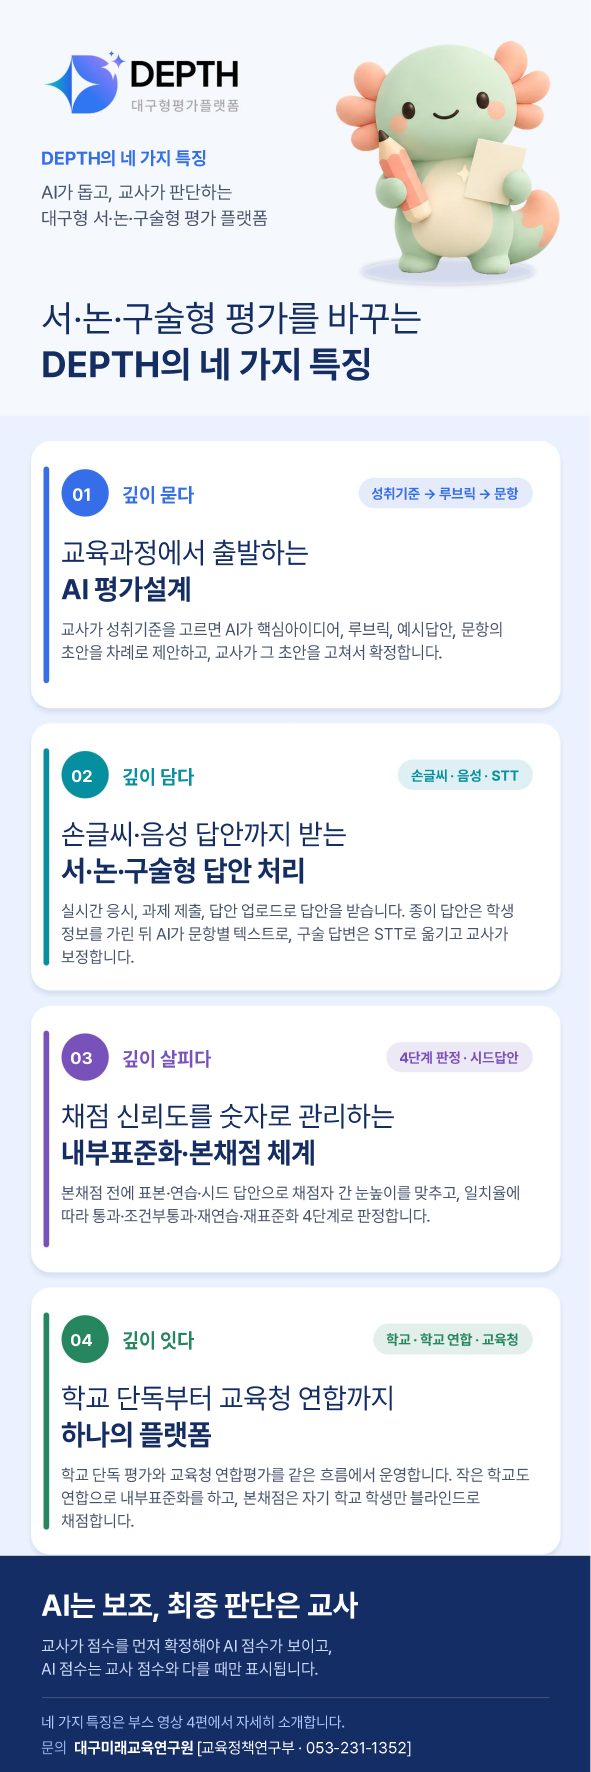 DEPTH
대구형평가플랫폼
DEPTH의 네 가지 특징
AI가 돕고, 교사가 판단하는
대구형 서·논·구술형 평가 플랫폼
서·논·구술형 평가를 바꾸는
DEPTH의 네 가지 특징
01 깊이 묻다 성취기준 → 루브릭 → 문항
교육과정에서 출발하는
AI 평가설계
교사가 성취기준을 고르면 AI가 핵심아이디어, 루브릭, 예시답안, 문항의
초안을 차례로 제안하고, 교사가 그 초안을 고쳐서 확정합니다.
02 깊이 담다 손글씨 · 음성 · STT
손글씨·음성 답안까지 받는
서·논·구술형 답안 처리
실시간 응시, 과제 제출, 답안 업로드로 답안을 받습니다. 종이 답안은 학생
정보를 가린 뒤 AI가 문항별 텍스트로, 구술 답변은 STT로 옮기고 교사가
보정합니다.
03 깊이 살피다 4단계 판정 · 시드답안
채점 신뢰도를 숫자로 관리하는
내부표준화·본채점 체계
본채점 전에 표본·연습·시드 답안으로 채점자 간 눈높이를 맞추고, 일치율에
따라 통과·조건부통과·재연습·재표준화 4단계로 판정합니다.
04 깊이 잇다 학교 · 학교 연합 · 교육청
학교 단독부터 교육청 연합까지
하나의 플랫폼
학교 단독 평가와 교육청 연합평가를 같은 흐름에서 운영합니다. 작은 학교도
연합으로 내부표준화를 하고, 본채점은 자기 학교 학생만 블라인드로
채점합니다.
AI는 보조, 최종 판단은 교사
교사가 점수를 먼저 확정해야 AI 점수가 보이고,
AI 점수는 교사 점수와 다를 때만 표시됩니다.
네 가지 특징은 부스 영상 4편에서 자세히 소개합니다.
문의 대구미래교육연구원 [교육정책연구부 · 053-231-1352]